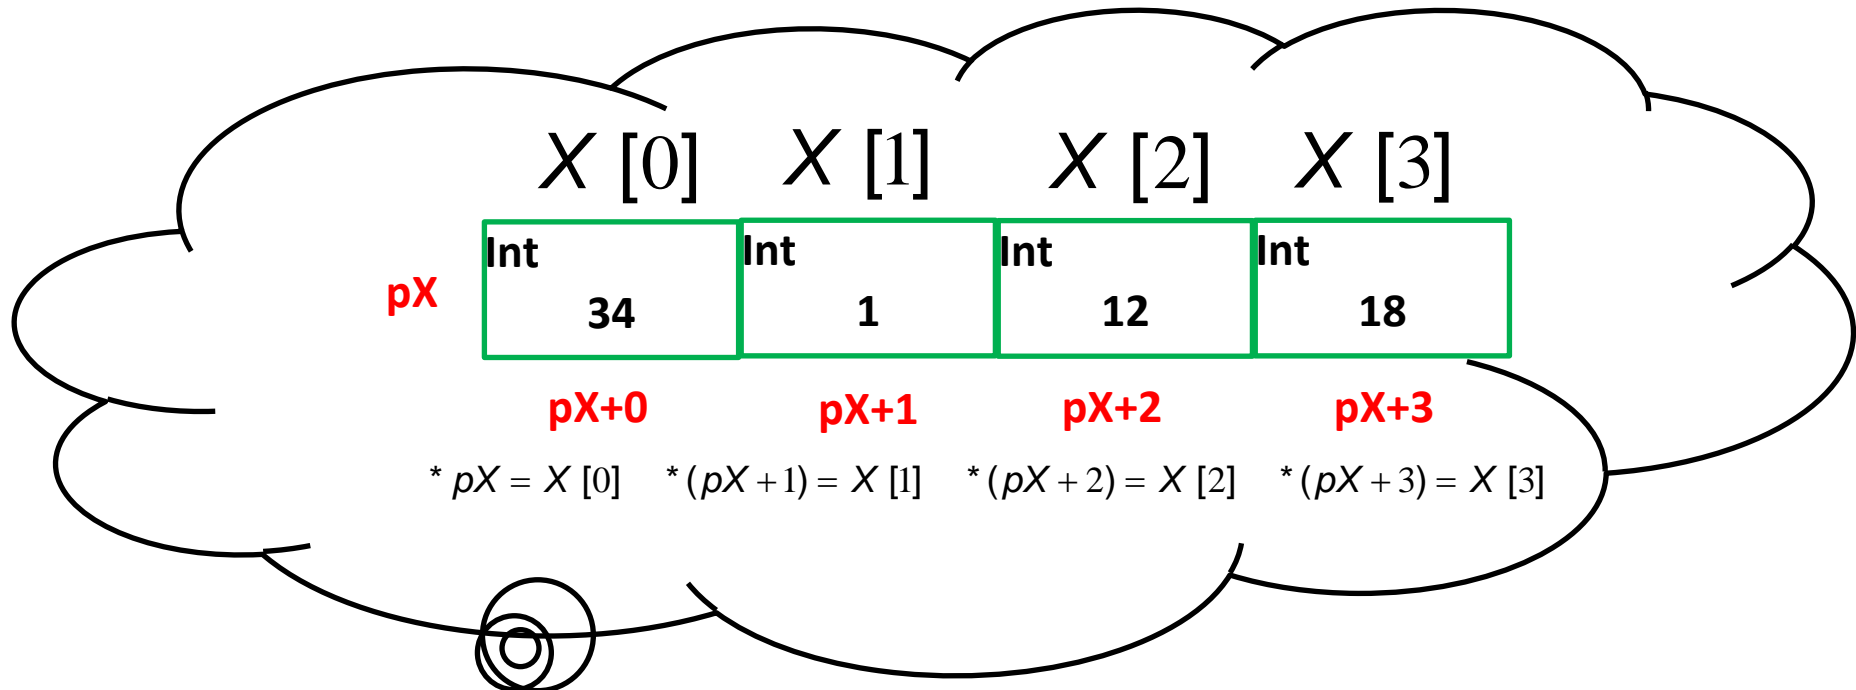 X [0] X [1] X [2] X [3]
Int Int Int Int
pX 34 1 12 18
pX+0 pX+1 pX+2 pX+3
* pX = X [0] * (pX + 1) = X [1] * (pX + 2) = X [2] * (pX + 3) = X [3]